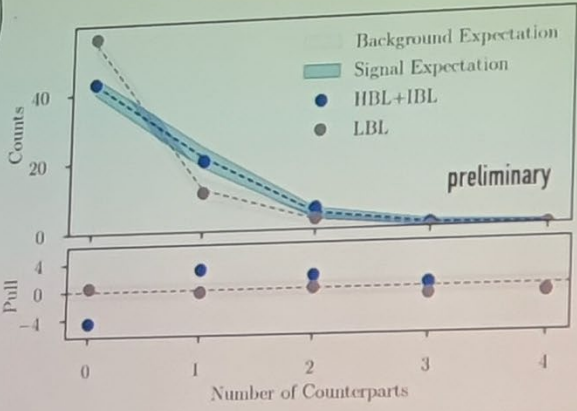 Background Expectation
Signal Expectation
HBL+IBL
LBL
preliminary
Counts
40
20
0
Pull
4
0
−4
0 1 2 3 4
Number of Counterparts